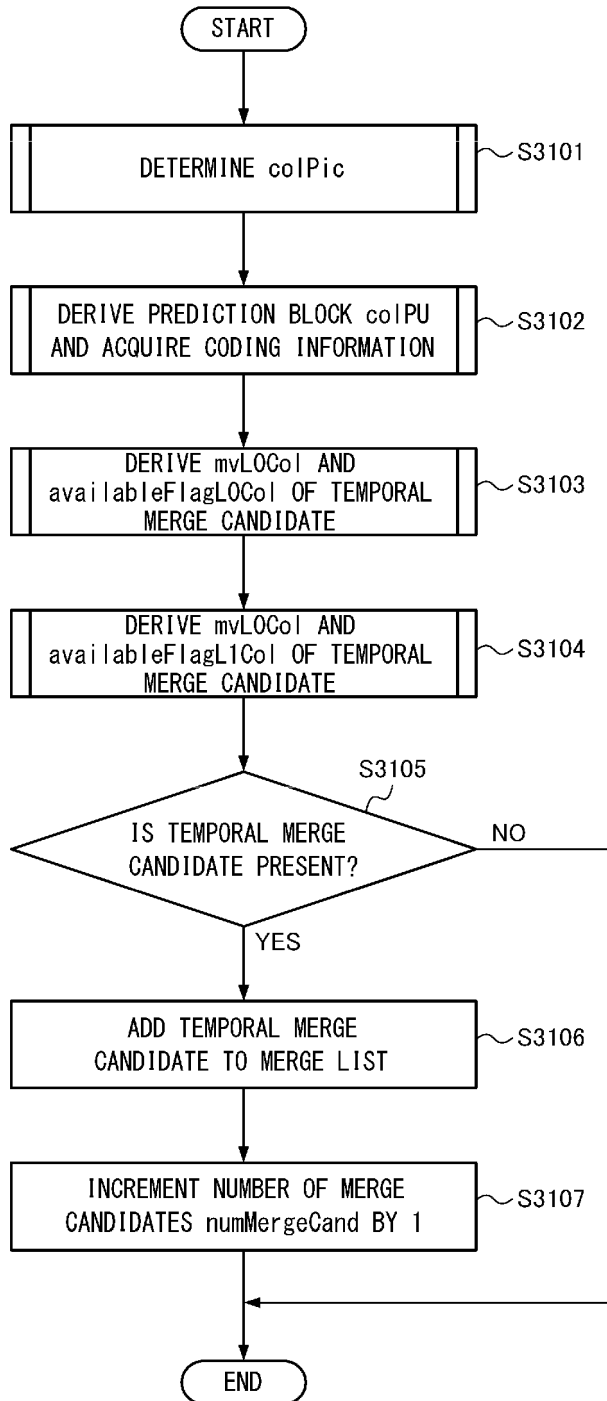 START
DETERMINE colPic
S3101
DERIVE PREDICTION BLOCK colPU
AND ACQUIRE CODING INFORMATION
S3102
DERIVE mvL0Col AND
availableFlagL0Col OF TEMPORAL
MERGE CANDIDATE
S3103
DERIVE mvL0Col AND
availableFlagL1Col OF TEMPORAL
MERGE CANDIDATE
S3104
S3105
IS TEMPORAL MERGE
CANDIDATE PRESENT?
NO
YES
ADD TEMPORAL MERGE
CANDIDATE TO MERGE LIST
S3106
INCREMENT NUMBER OF MERGE
CANDIDATES numMergeCand BY 1
S3107
END